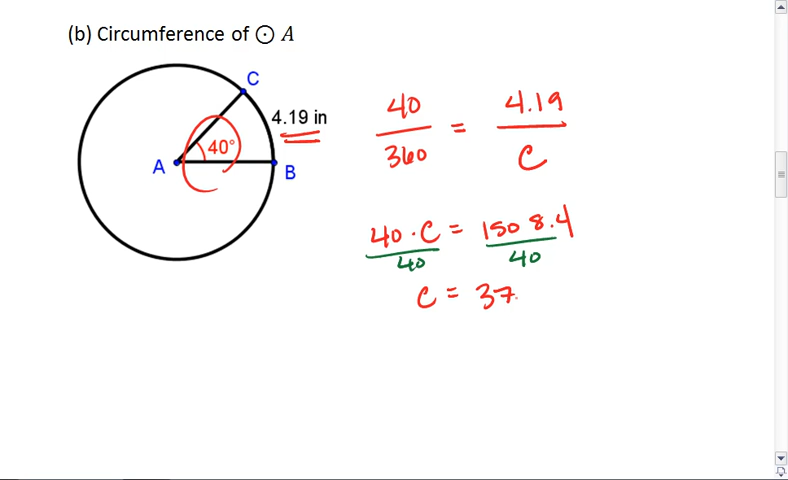 (b) Circumference of ⊙ A
C
4.19 in
40°
A
B
40/360 = 4.19/C
40 · C = 1508.4
40 40
C = 37.